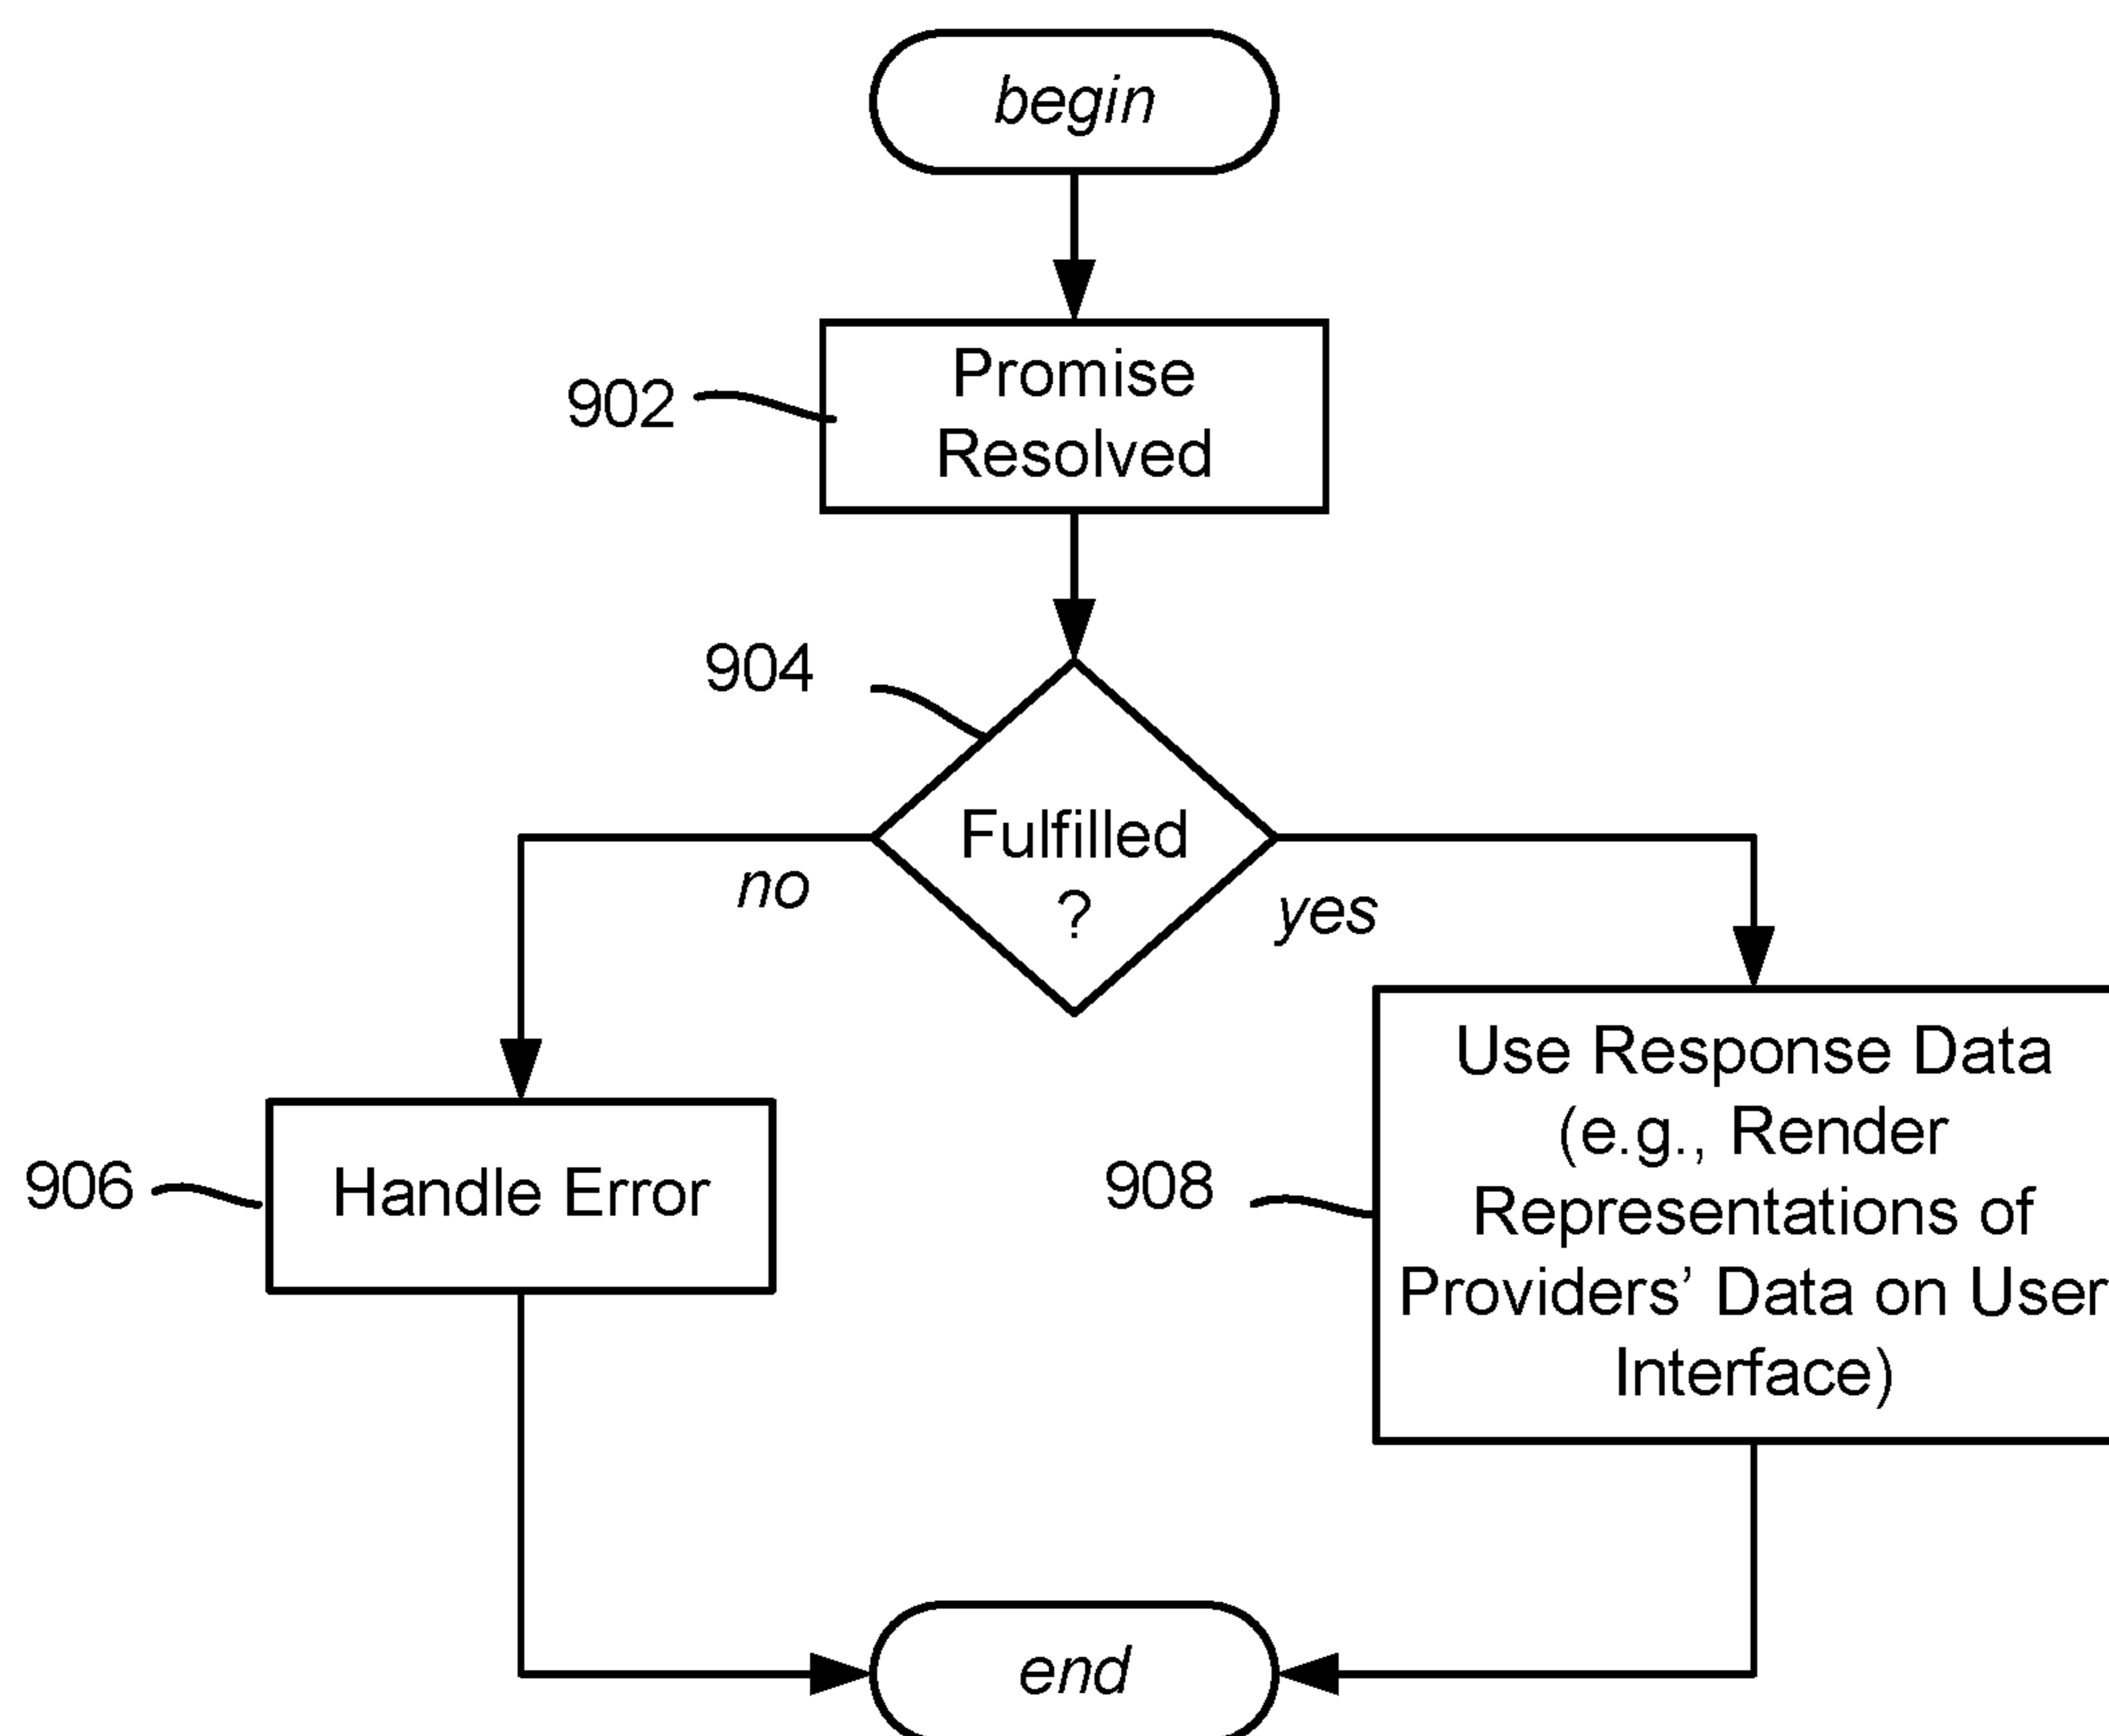 begin
902
Promise
Resolved
904
Fulfilled
?
no
yes
906
Handle Error
908
Use Response Data
(e.g., Render
Representations of
Providers’ Data on User
Interface)
end